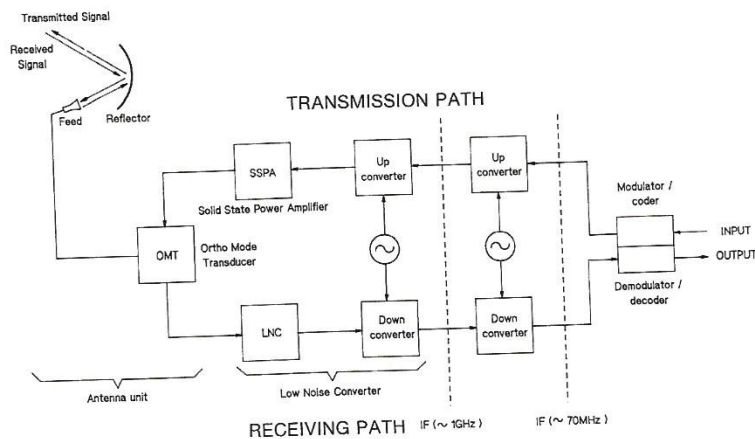 Transmitted Signal
Received
Signal
Feed
Reflector
TRANSMISSION PATH
SSPA
Solid State Power Amplifier
Up
converter
Up
converter
Modulator /
coder
INPUT
OUTPUT
Demodulator /
decoder
OMT
Ortho Mode
Transducer
LNC
Down
converter
Down
converter
Antenna unit
Low Noise Converter
RECEIVING PATH
IF (~ 1GHz)
IF (~ 70MHz)